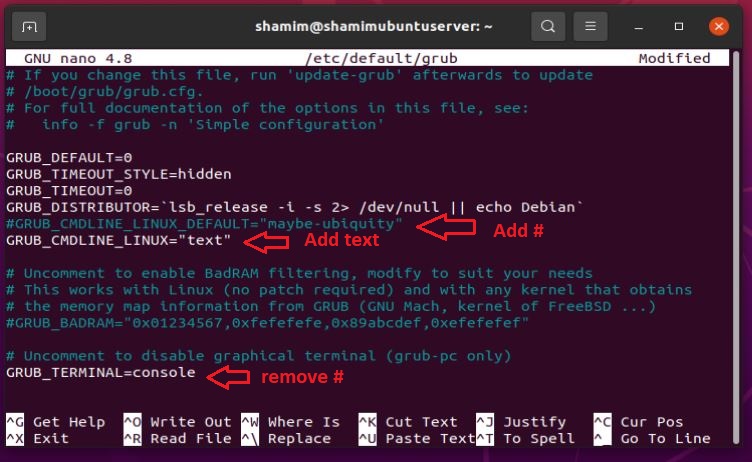 shamim@shamimubuntuserver: ~
GNU nano 4.8 /etc/default/grub Modified
# If you change this file, run 'update-grub' afterwards to update
# /boot/grub/grub.cfg.
# For full documentation of the options in this file, see:
#   info -f grub -n 'Simple configuration'
GRUB_DEFAULT=0
GRUB_TIMEOUT_STYLE=hidden
GRUB_TIMEOUT=0
GRUB_DISTRIBUTOR=`lsb_release -i -s 2> /dev/null || echo Debian`
#GRUB_CMDLINE_LINUX_DEFAULT="maybe-ubiquity" Add #
GRUB_CMDLINE_LINUX="text" Add text
# Uncomment to enable BadRAM filtering, modify to suit your needs
# This works with Linux (no patch required) and with any kernel that obtains
# the memory map information from GRUB (GNU Mach, kernel of FreeBSD ...)
#GRUB_BADRAM="0x01234567,0xfefefefe,0x89abcdef,0xefefefef"
# Uncomment to disable graphical terminal (grub-pc only)
GRUB_TERMINAL=console remove #
^G Get Help ^O Write Out ^W Where Is ^K Cut Text ^J Justify ^C Cur Pos
^X Exit ^R Read File ^\ Replace ^U Paste Text ^T To Spell ^_ Go To Line